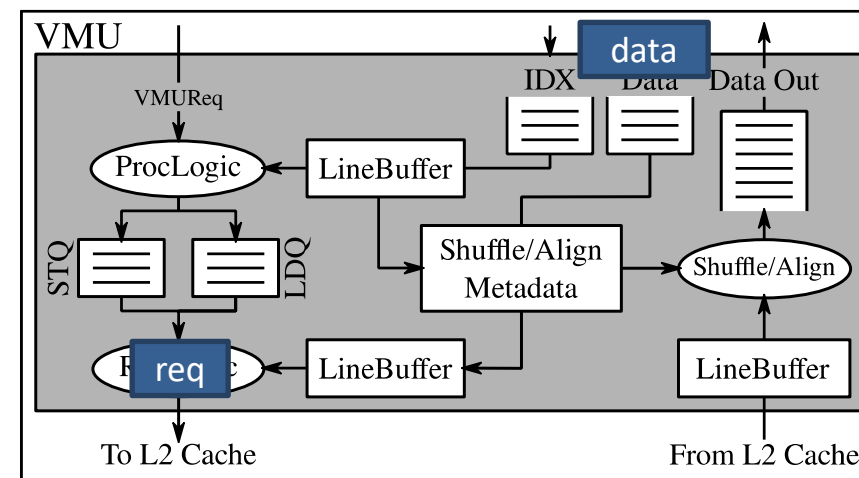 VMU
data
IDX
Data
Data Out
VMUReq
ProcLogic
LineBuffer
STQ
LDQ
Shuffle/Align
Metadata
Shuffle/Align
req
LineBuffer
LineBuffer
To L2 Cache
From L2 Cache